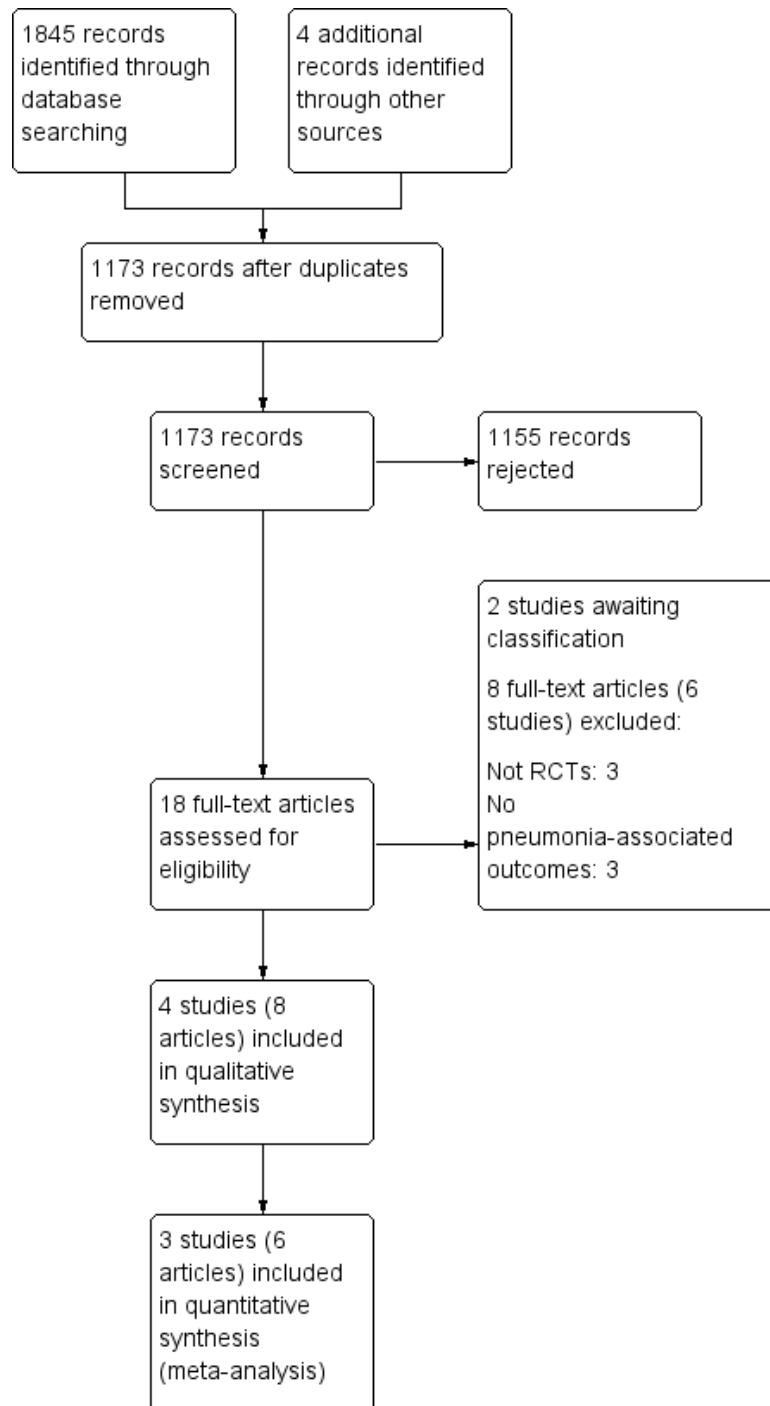 1845 records
identified through
database
searching
4 additional
records identified
through other
sources
1173 records after duplicates
removed
1173 records
screened
1155 records
rejected
2 studies awaiting
classification
8 full-text articles (6
studies) excluded:
Not RCTs: 3
No
pneumonia-associated
outcomes: 3
18 full-text articles
assessed for
eligibility
4 studies (8
articles) included
in qualitative
synthesis
3 studies (6
articles) included
in quantitative
synthesis
(meta-analysis)